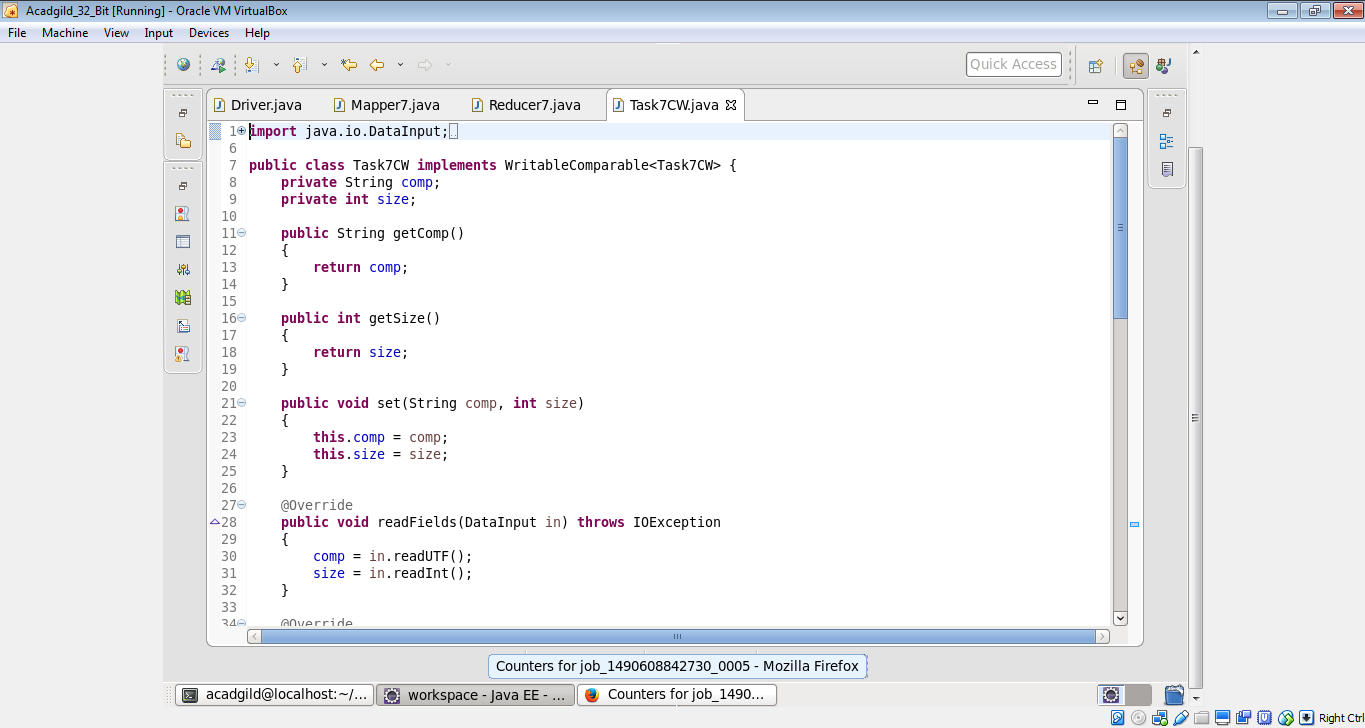 Acadgild_32_Bit [Running] - Oracle VM VirtualBox
File Machine View Input Devices Help
Quick Access
Driver.java Mapper7.java Reducer7.java Task7CW.java
1 import java.io.DataInput;
6
7 public class Task7CW implements WritableComparable<Task7CW> {
8 private String comp;
9 private int size;
10
11 public String getComp()
12 {
13 return comp;
14 }
15
16 public int getSize()
17 {
18 return size;
19 }
20
21 public void set(String comp, int size)
22 {
23 this.comp = comp;
24 this.size = size;
25 }
26
27 @Override
28 public void readFields(DataInput in) throws IOException
29 {
30 comp = in.readUTF();
31 size = in.readInt();
32 }
33
34 @Override
Counters for job_1490608842730_0005 - Mozilla Firefox
acadgild@localhost:~/... workspace - Java EE - ... Counters for job_1490...
Right Ctrl